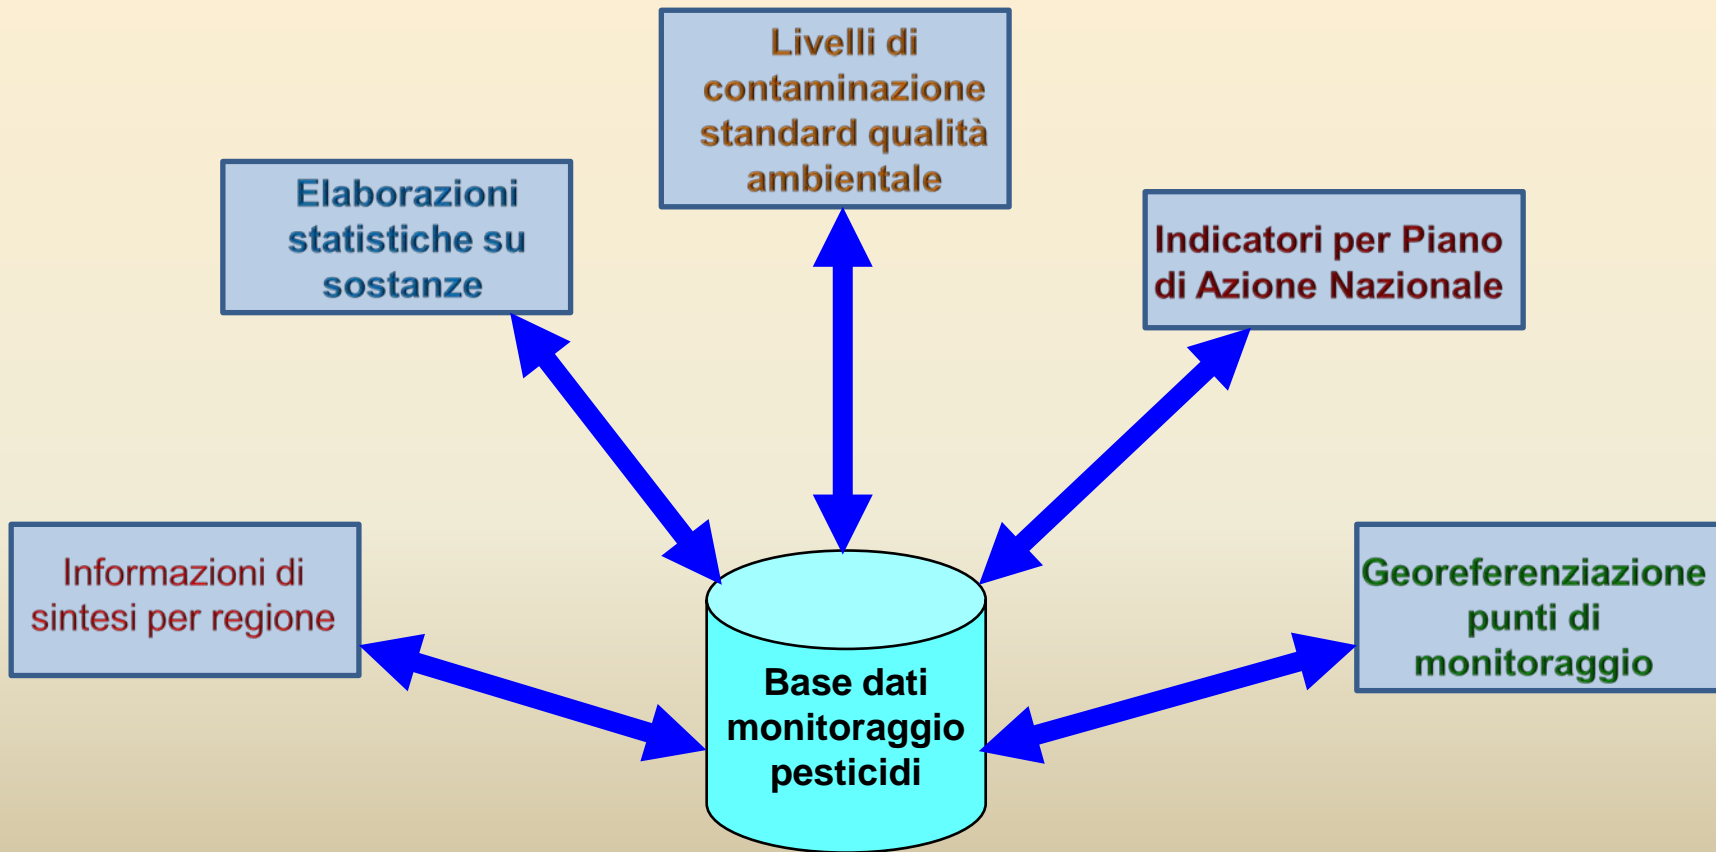 Livelli di
contaminazione
standard qualità
ambientale
Elaborazioni
statistiche su
sostanze
Indicatori per Piano
di Azione Nazionale
Informazioni di
sintesi per regione
Georeferenziazione
punti di
monitoraggio
Base dati
monitoraggio
pesticidi